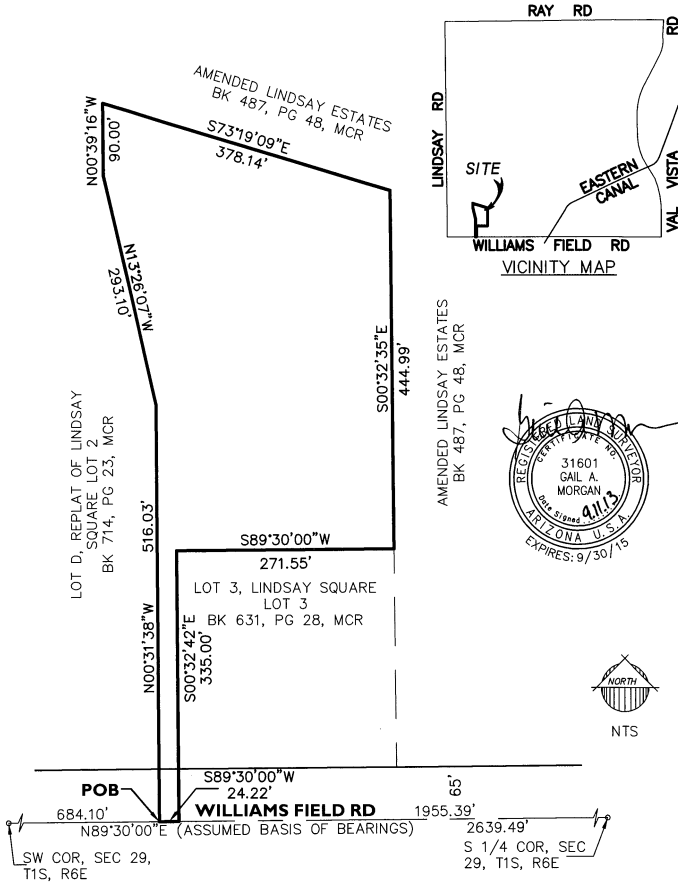 RAY RD
LINDSAY RD
VAL VISTA RD
SITE
EASTERN
CANAL
WILLIAMS FIELD RD
VICINITY MAP
AMENDED LINDSAY ESTATES
BK 487, PG 48, MCR
S73°19'09"E
378.14'
N00°39'16"W
90.00'
N13°26'07"W
293.10'
S00°32'35"E
444.99'
AMENDED LINDSAY ESTATES
BK 487, PG 48, MCR
LOT D, REPLAT OF LINDSAY
SQUARE LOT 2
BK 714, PG 23, MCR
516.03'
N00°31'38"W
S89°30'00"W
271.55'
LOT 3, LINDSAY SQUARE
LOT 3
BK 631, PG 28, MCR
S00°32'42"E
335.00'
REGISTERED LAND SURVEYOR
CERTIFICATE NO.
31601
GAIL A.
MORGAN
Date Signed 9.11.13
ARIZONA U.S.A.
EXPIRES: 9/30/15
NORTH
NTS
S89°30'00"W
24.22'
65'
POB
WILLIAMS FIELD RD
684.10'
1955.39'
N89°30'00"E (ASSUMED BASIS OF BEARINGS)
2639.49'
SW COR, SEC 29,
T1S, R6E
S 1/4 COR, SEC
29, T1S, R6E